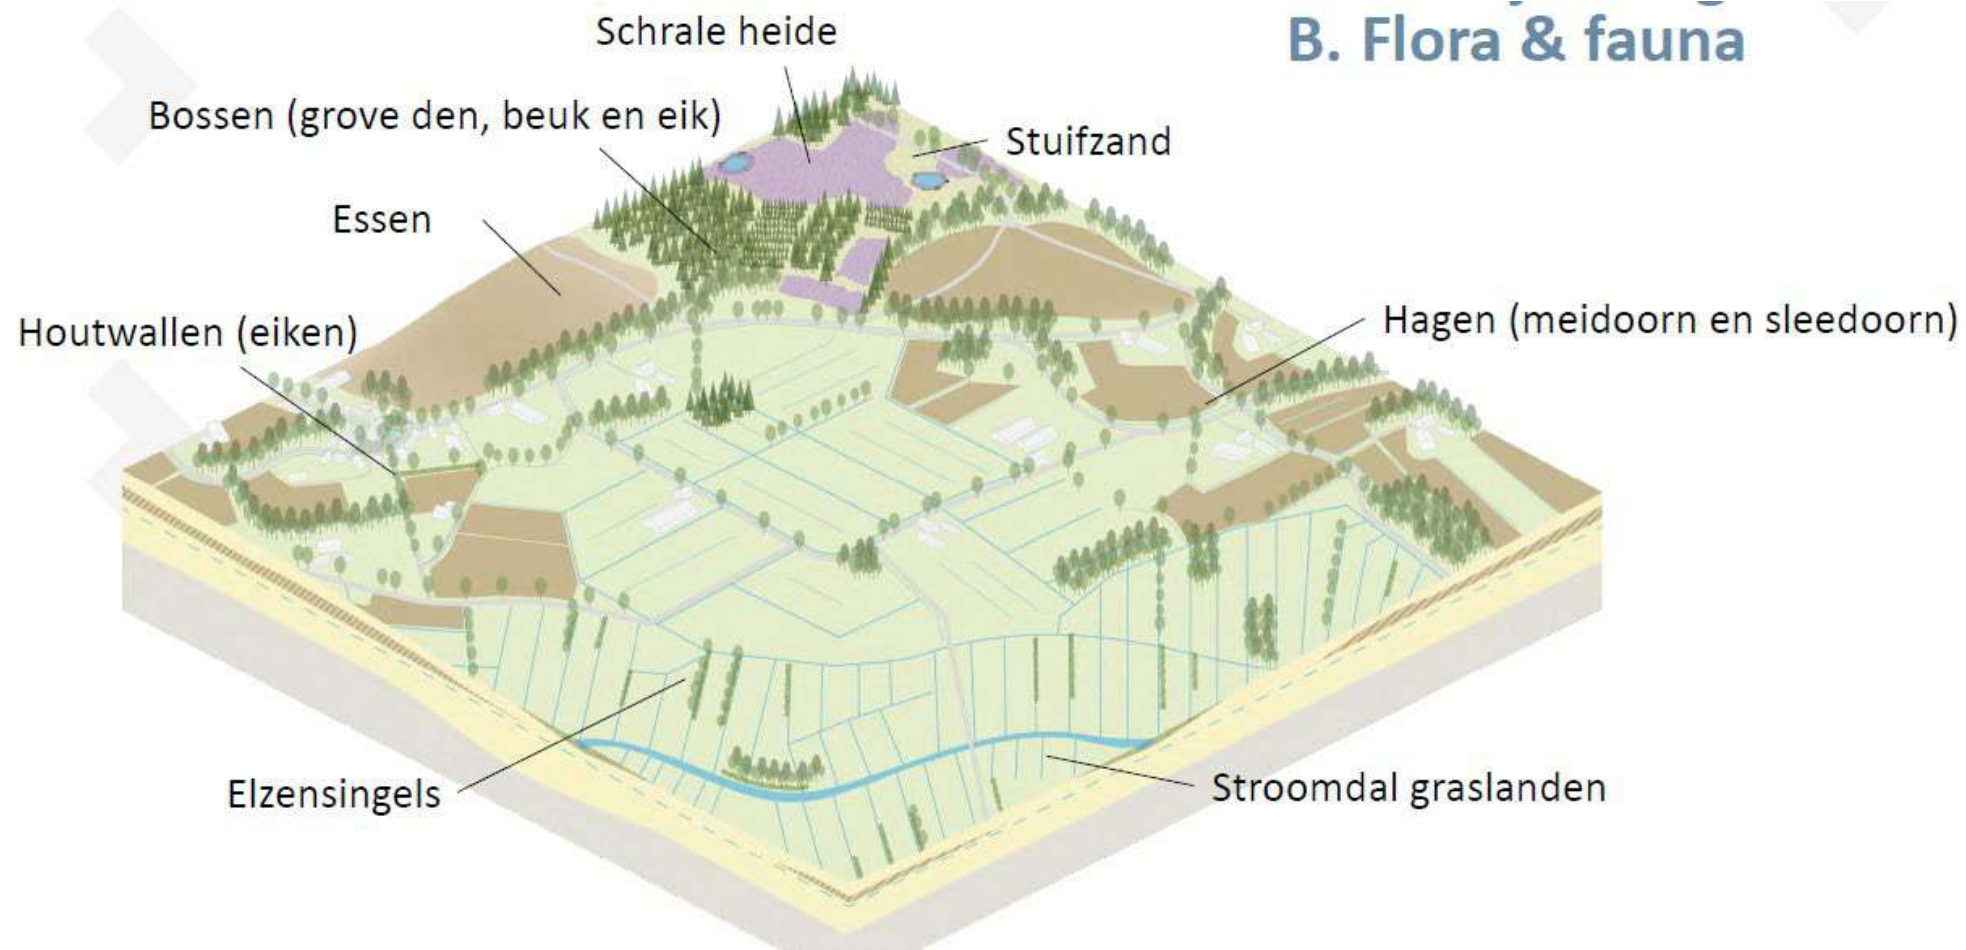 B. Flora & fauna
Schrale heide
Bossen (grove den, beuk en eik)
Stuifzand
Essen
Houtwallen (eiken)
Hagen (meidoorn en sleedoorn)
Elzensingels
Stroomdal graslanden